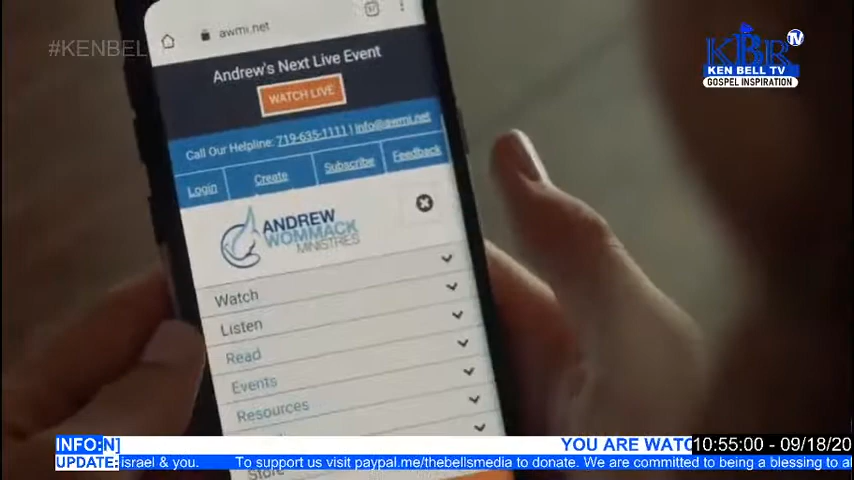 #KENBELL
KBR TV
KEN BELL TV
GOSPEL INSPIRATION
awmi.net
Andrew's Next Live Event
WATCH LIVE
Call Our Helpline: 719-635-1111 | info@awmi.net
Login Create Subscribe Feedback
ANDREW
WOMMACK
MINISTRIES
Watch
Listen
Read
Events
Resources
Store
INFO:N] YOU ARE WATC 10:55:00 - 09/18/20
UPDATE: israel & you. To support us visit paypal.me/thebellsmedia to donate. We are committed to being a blessing to al